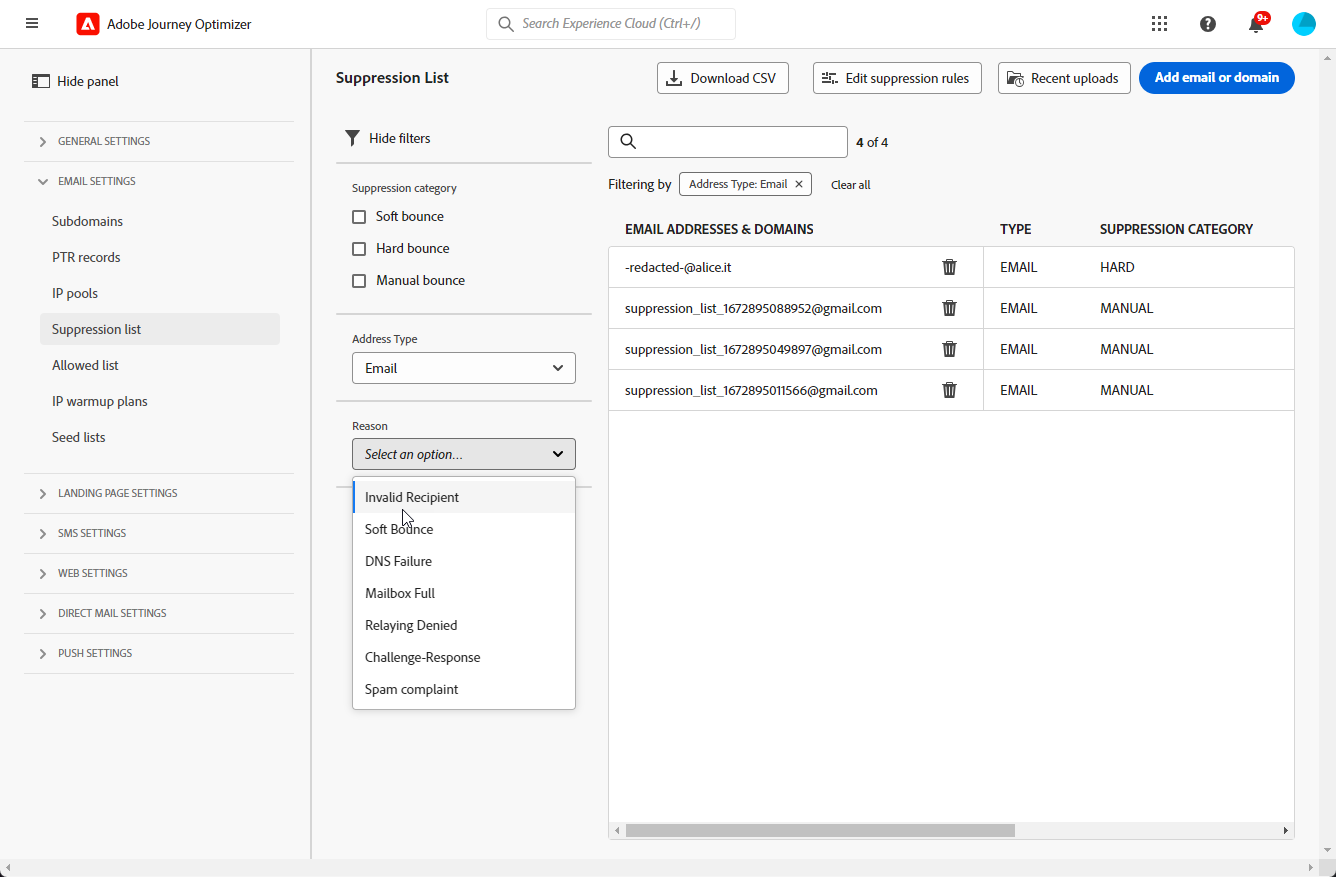 Adobe Journey Optimizer
Search Experience Cloud (Ctrl+/)
9+
Hide panel
GENERAL SETTINGS
EMAIL SETTINGS
Subdomains
PTR records
IP pools
Suppression list
Allowed list
IP warmup plans
Seed lists
LANDING PAGE SETTINGS
SMS SETTINGS
WEB SETTINGS
DIRECT MAIL SETTINGS
PUSH SETTINGS
Suppression List
Download CSV
Edit suppression rules
Recent uploads
Add email or domain
Hide filters
Suppression category
Soft bounce
Hard bounce
Manual bounce
Address Type
Email
Reason
Select an option...
Invalid Recipient
Soft Bounce
DNS Failure
Mailbox Full
Relaying Denied
Challenge-Response
Spam complaint
4 of 4
Filtering by Address Type: Email Clear all
EMAIL ADDRESSES & DOMAINS TYPE SUPPRESSION CATEGORY
-redacted-@alice.it EMAIL HARD
suppression_list_1672895088952@gmail.com EMAIL MANUAL
suppression_list_1672895049897@gmail.com EMAIL MANUAL
suppression_list_1672895011566@gmail.com EMAIL MANUAL